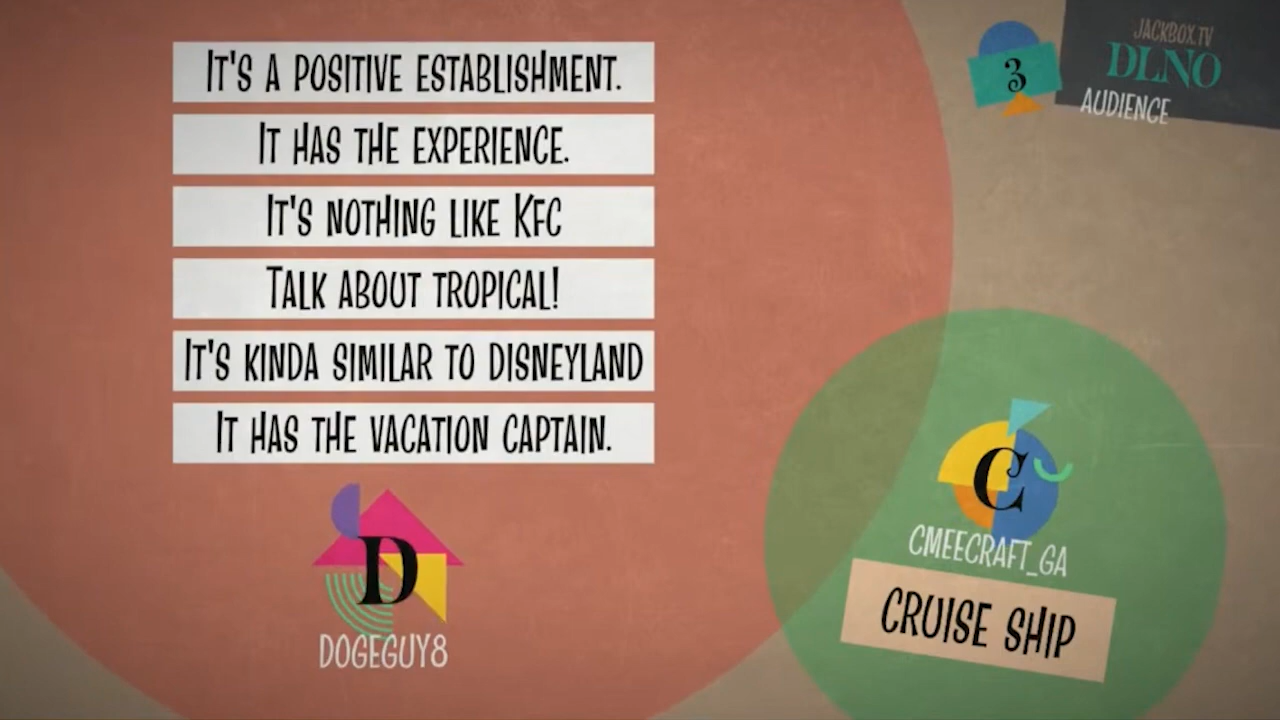 It's a positive establishment.
It has the experience.
It's nothing like KFC
Talk about tropical!
It's kinda similar to Disneyland
It has the vacation captain.
D
DOGEGUY8
3
JACKBOX.TV
DLNO
AUDIENCE
C
CMEECRAFT_GA
CRUISE SHIP